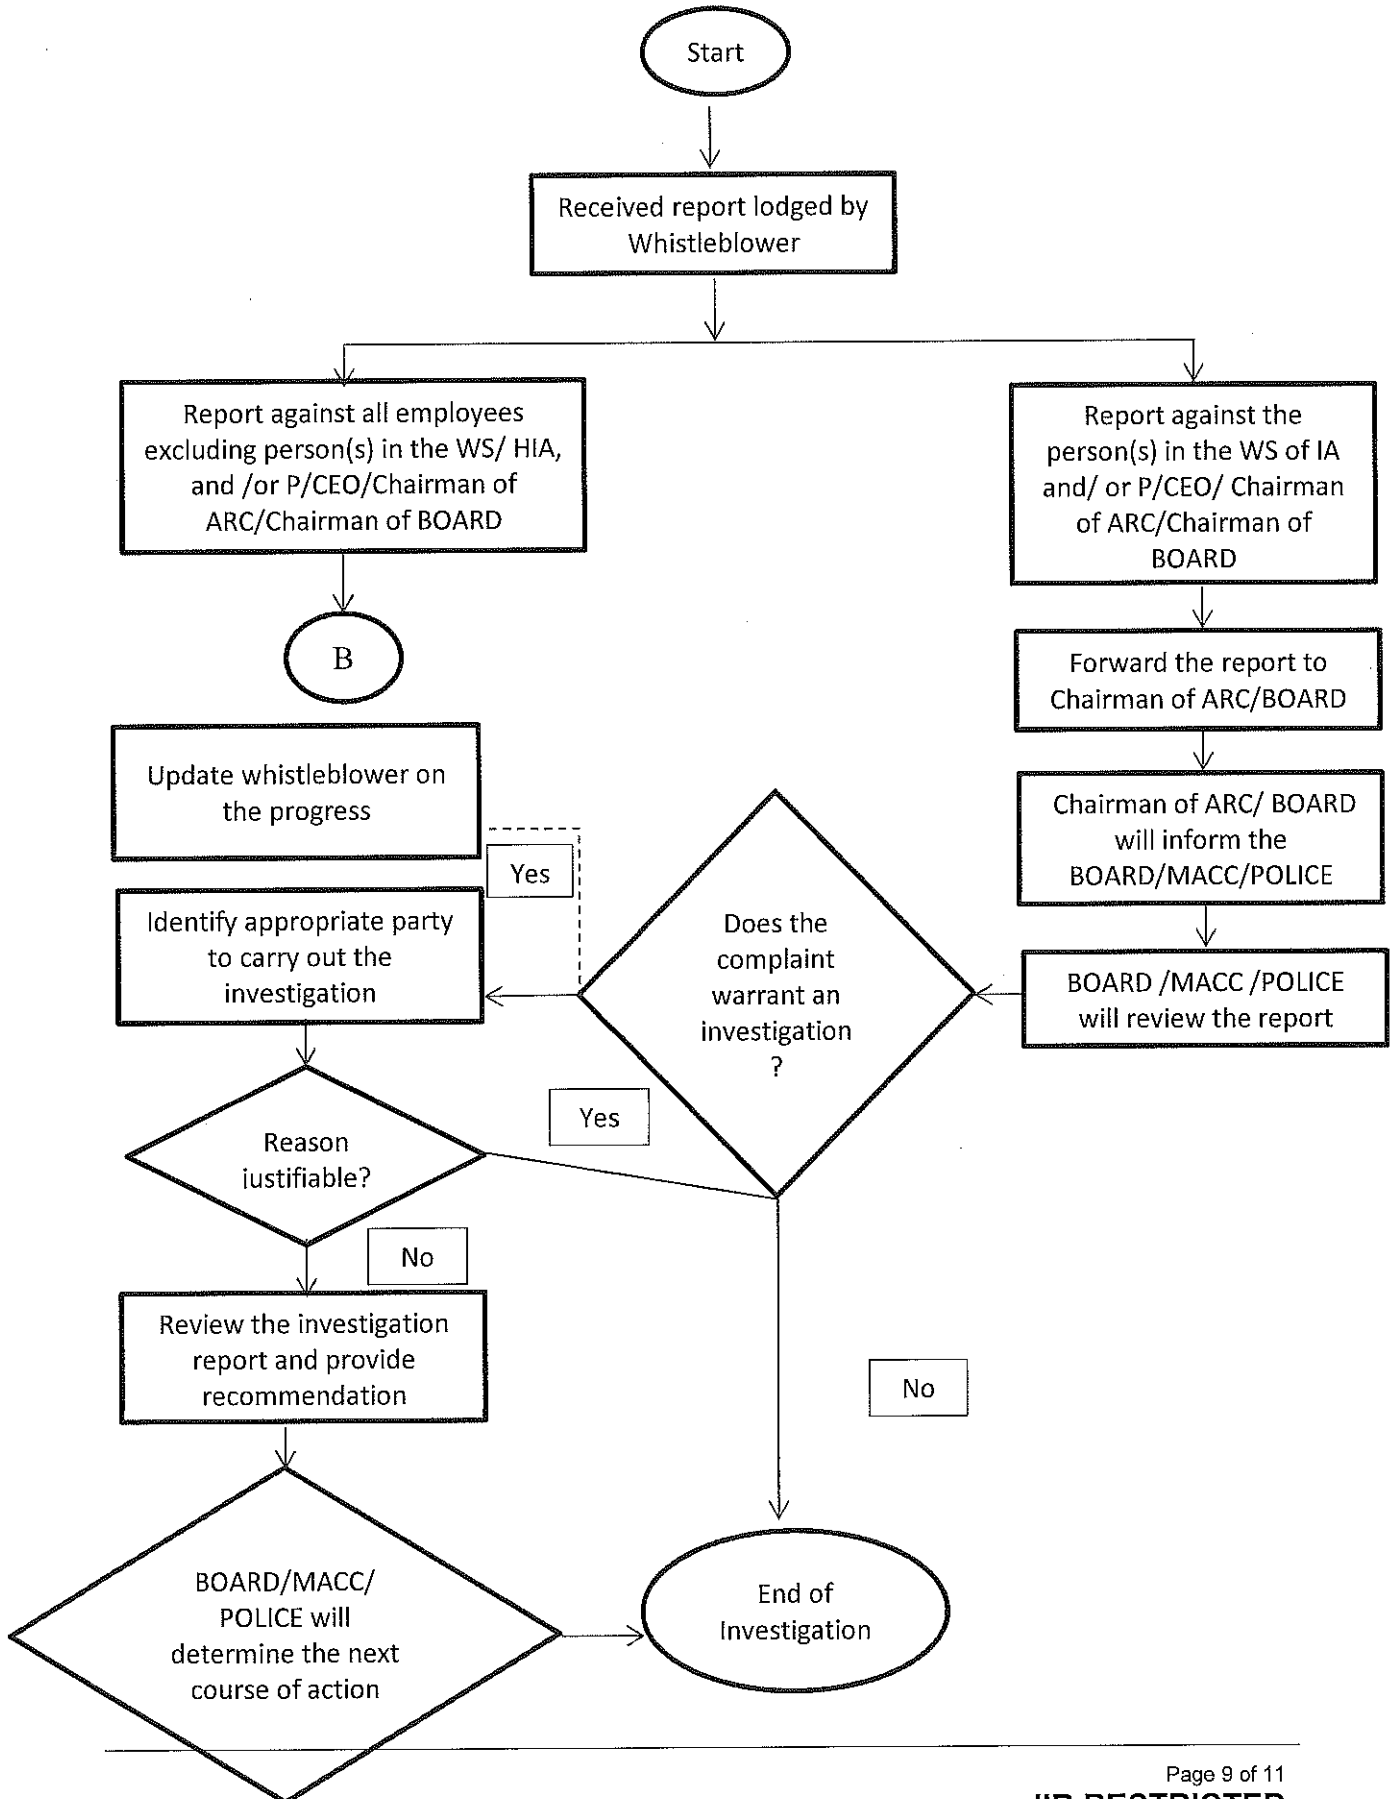 Start
Received report lodged by
Whistleblower
Report against all employees
excluding person(s) in the WS/ HIA,
and /or P/CEO/Chairman of
ARC/Chairman of BOARD
Report against the
person(s) in the WS of IA
and/ or P/CEO/ Chairman
of ARC/Chairman of
BOARD
B
Forward the report to
Chairman of ARC/BOARD
Update whistleblower on
the progress
Chairman of ARC/ BOARD
will inform the
BOARD/MACC/POLICE
Yes
Identify appropriate party
to carry out the
investigation
Does the
complaint
warrant an
investigation
?
BOARD /MACC /POLICE
will review the report
Yes
Reason
iustifiable?
No
Review the investigation
report and provide
recommendation
No
BOARD/MACC/
POLICE will
determine the next
course of action
End of
Investigation
Page 9 of 11
RESTRICTED